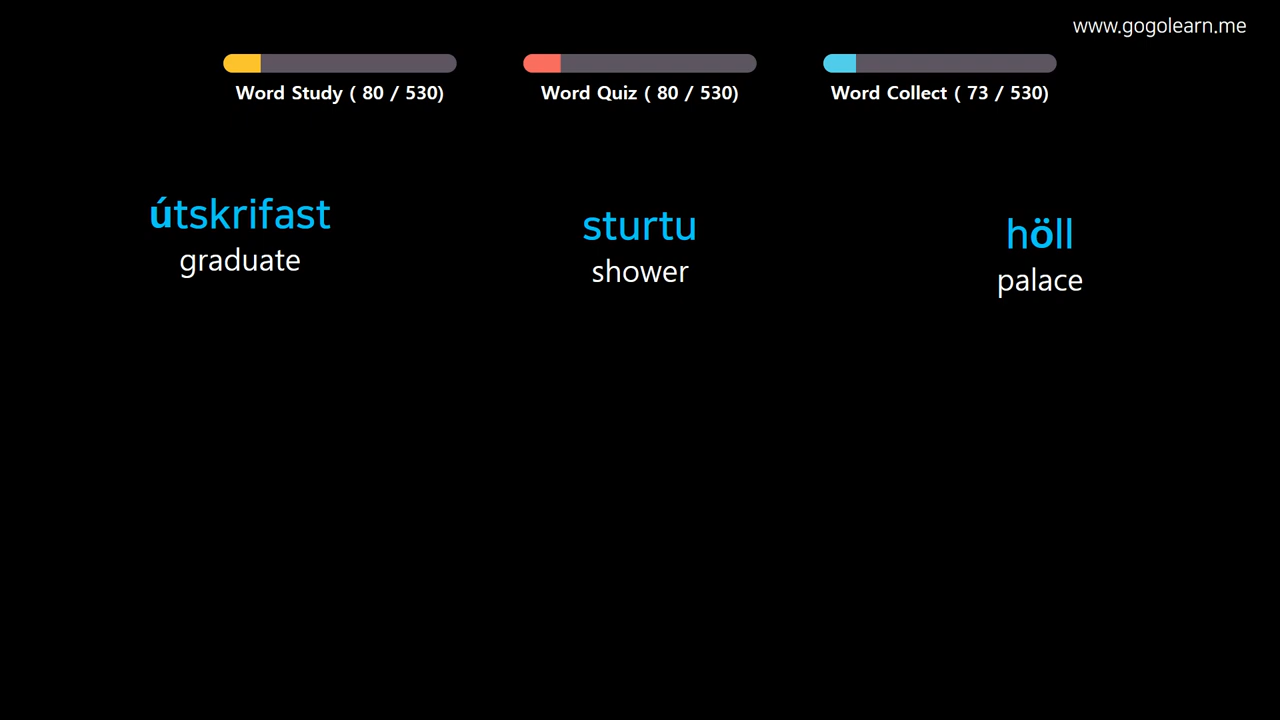 www.gogolearn.me
Word Study ( 80 / 530)
Word Quiz ( 80 / 530)
Word Collect ( 73 / 530)
útskrifast
graduate
sturtu
shower
höll
palace